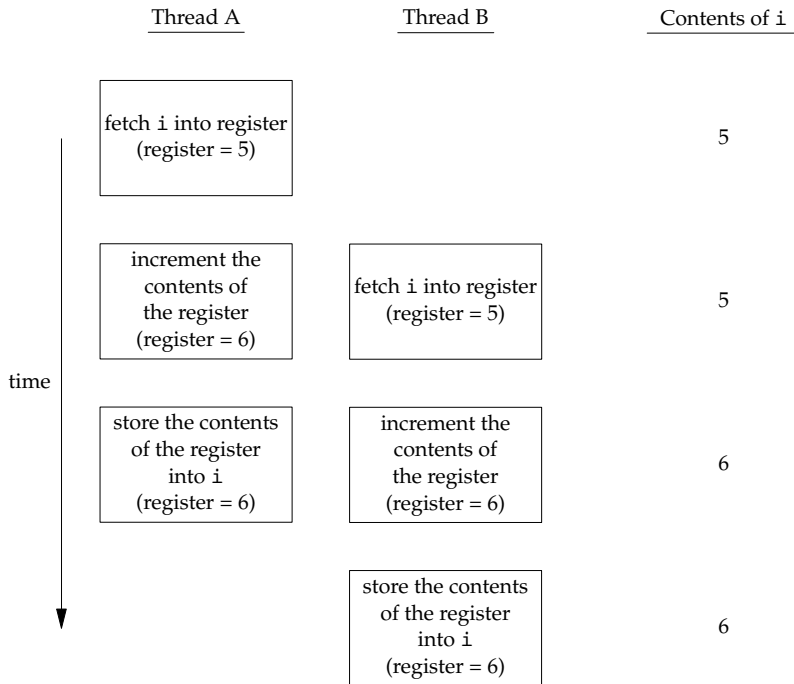 Thread A
Thread B
Contents of i
fetch i into register
(register = 5)
5
increment the
contents of
the register
(register = 6)
fetch i into register
(register = 5)
5
time
store the contents
of the register
into i
(register = 6)
increment the
contents of
the register
(register = 6)
6
store the contents
of the register
into i
(register = 6)
6